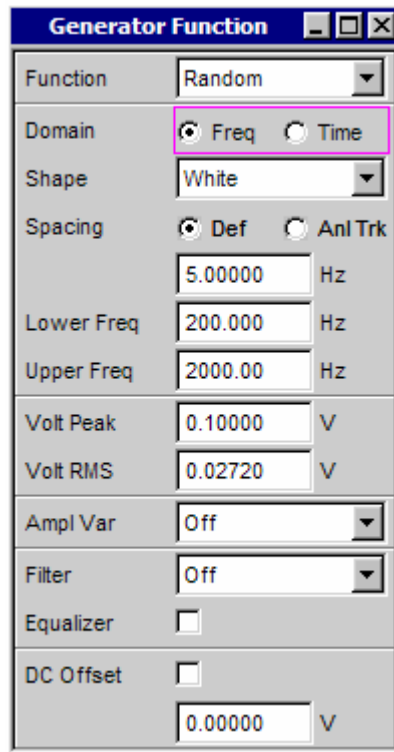 Generator Function
Function Random
Domain Freq Time
Shape White
Spacing Def Anl Trk
5.00000 Hz
Lower Freq 200.000 Hz
Upper Freq 2000.00 Hz
Volt Peak 0.10000 V
Volt RMS 0.02720 V
Ampl Var Off
Filter Off
Equalizer
DC Offset
0.00000 V